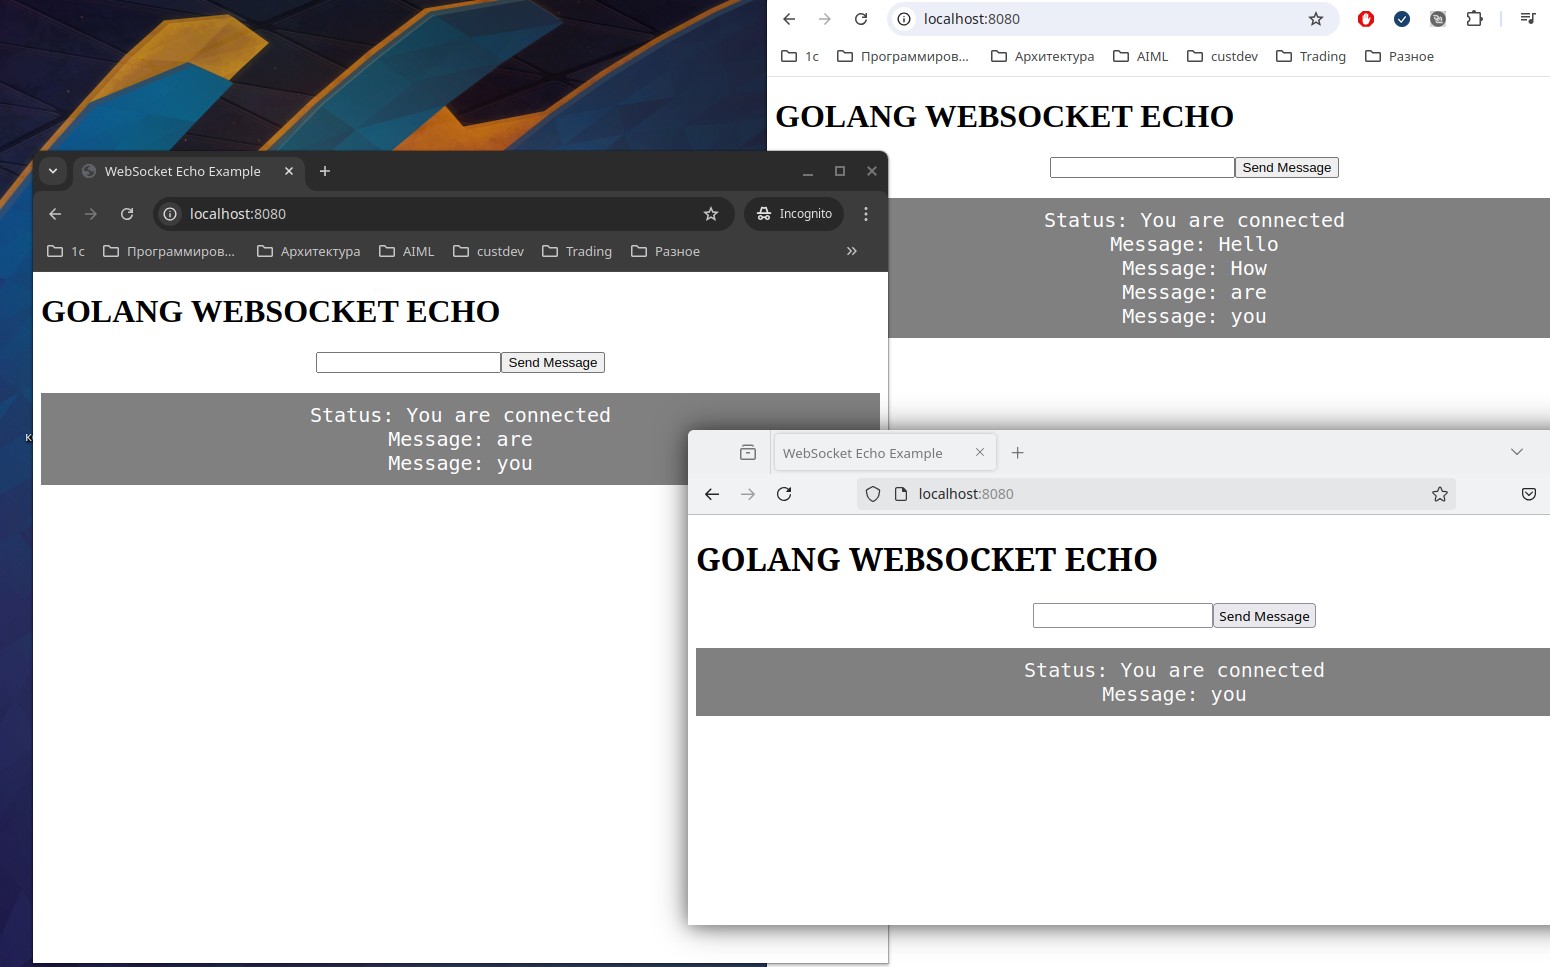 localhost:8080
1c
Программиров...
Архитектура
AIML
custdev
Trading
Разное
GOLANG WEBSOCKET ECHO
Send Message
Status: You are connected
Message: Hello
Message: How
Message: are
Message: you
WebSocket Echo Example
localhost:8080
Incognito
1c
Программиров...
Архитектура
AIML
custdev
Trading
Разное
GOLANG WEBSOCKET ECHO
Send Message
Status: You are connected
Message: are
Message: you
WebSocket Echo Example
localhost:8080
GOLANG WEBSOCKET ECHO
Send Message
Status: You are connected
Message: you